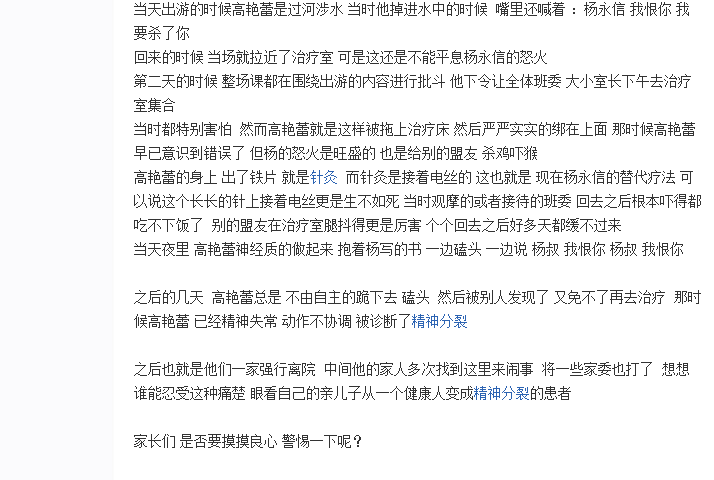 当天出游的时候高艳蕾是过河涉水 当时他掉进水中的时候  嘴里还喊着 ：杨永信 我恨你 我
要杀了你
回来的时候 当场就拉近了治疗室 可是这还是不能平息杨永信的怒火
第二天的时候 整场课都在围绕出游的内容进行批斗 他下令让全体班委 大小室长下午去治疗
室集合
当时都特别害怕  然而高艳蕾就是这样被拖上治疗床 然后严严实实的绑在上面 那时候高艳蕾
早已意识到错误了 但杨的怒火是旺盛的 也是给别的盟友 杀鸡吓猴
高艳蕾的身上 出了铁片 就是针灸  而针灸是接着电丝的 这也就是 现在杨永信的替代疗法 可
以说这个长长的针上接着电丝更是生不如死 当时观摩的或者接待的班委 回去之后根本吓得都
吃不下饭了  别的盟友在治疗室腿抖得更是厉害 个个回去之后好多天都缓不过来
当天夜里 高艳蕾神经质的做起来 抱着杨写的书 一边磕头 一边说 杨叔 我恨你 杨叔 我恨你
之后的几天  高艳蕾总是 不由自主的跪下去 磕头  然后被别人发现了 又免不了再去治疗  那时
候高艳蕾 已经精神失常 动作不协调 被诊断了精神分裂
之后也就是他们一家强行离院  中间他的家人多次找到这里来闹事  将一些家委也打了  想想
谁能忍受这种痛楚 眼看自己的亲儿子从一个健康人变成精神分裂的患者
家长们 是否要摸摸良心 警惕一下呢？